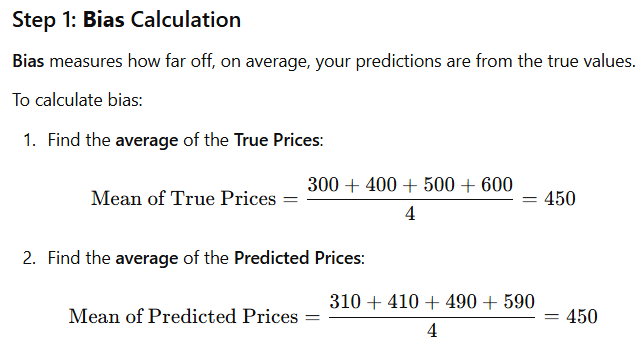 Step 1: Bias Calculation
Bias measures how far off, on average, your predictions are from the true values.
To calculate bias:
1. Find the average of the True Prices:
Mean of True Prices = \frac{300 + 400 + 500 + 600}{4} = 450
2. Find the average of the Predicted Prices:
Mean of Predicted Prices = \frac{310 + 410 + 490 + 590}{4} = 450